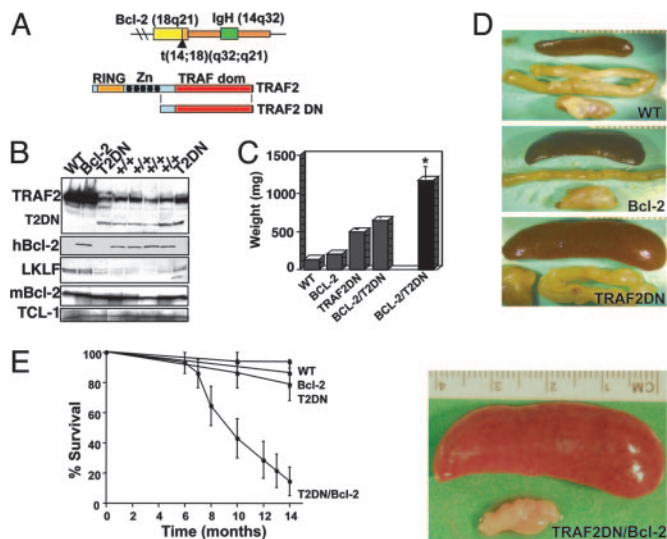 A
Bcl-2 (18q21) IgH (14q32)
t(14;18)(q32;q21)
RING Zn TRAF dom
TRAF2
TRAF2 DN
B
WT Bcl-2 T2DN +/+ +/+ +/+ +/+ T2DN
TRAF2
T2DN
hBcl-2
LKLF
mBcl-2
TCL-1
C
Weight (mg)
1500
1000
500
0
*
WT BCL-2 TRAF2DN BCL-2/T2DN BCL-2/T2DN
D
WT
Bcl-2
TRAF2DN
E
% Survival
100
80
60
40
20
0
WT
Bcl-2
T2DN
T2DN/Bcl-2
0 2 4 6 8 10 12 14
Time (months)
4 3 2 1 CM
TRAF2DN/Bcl-2